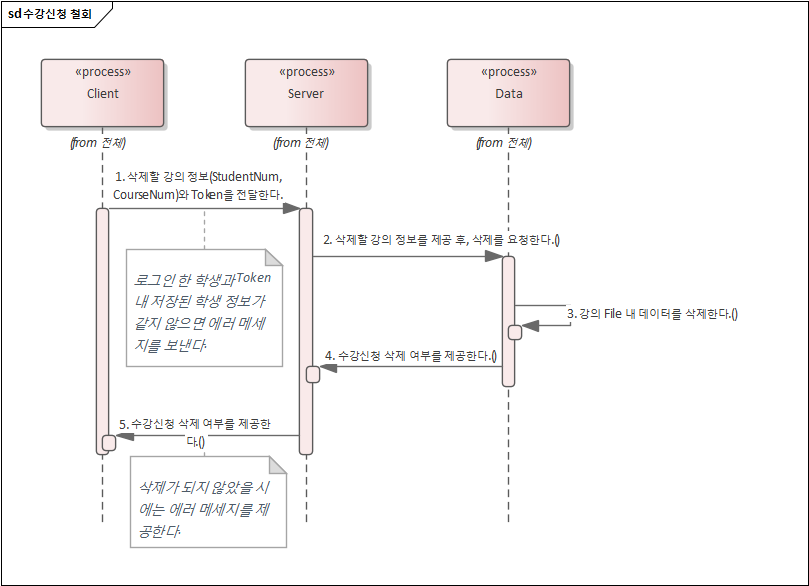 sd 수강신청 철회
«process»
Client
«process»
Server
«process»
Data
(from 전체)
(from 전체)
(from 전체)
1. 삭제할 강의 정보(StudentNum,
CourseNum)와 Token을 전달한다.
2. 삭제할 강의 정보를 제공 후, 삭제를 요청한다.()
로그인 한 학생과Token
내 저장된 학생 정보가
같지 않으면 에러 메세
지를 보낸다.
3. 강의 File 내 데이터를 삭제한다.()
4. 수강신청 삭제 여부를 제공한다.()
5. 수강신청 삭제 여부를 제공한
다.()
삭제가 되지 않았을 시
에는 에러 메세지를 제
공한다.